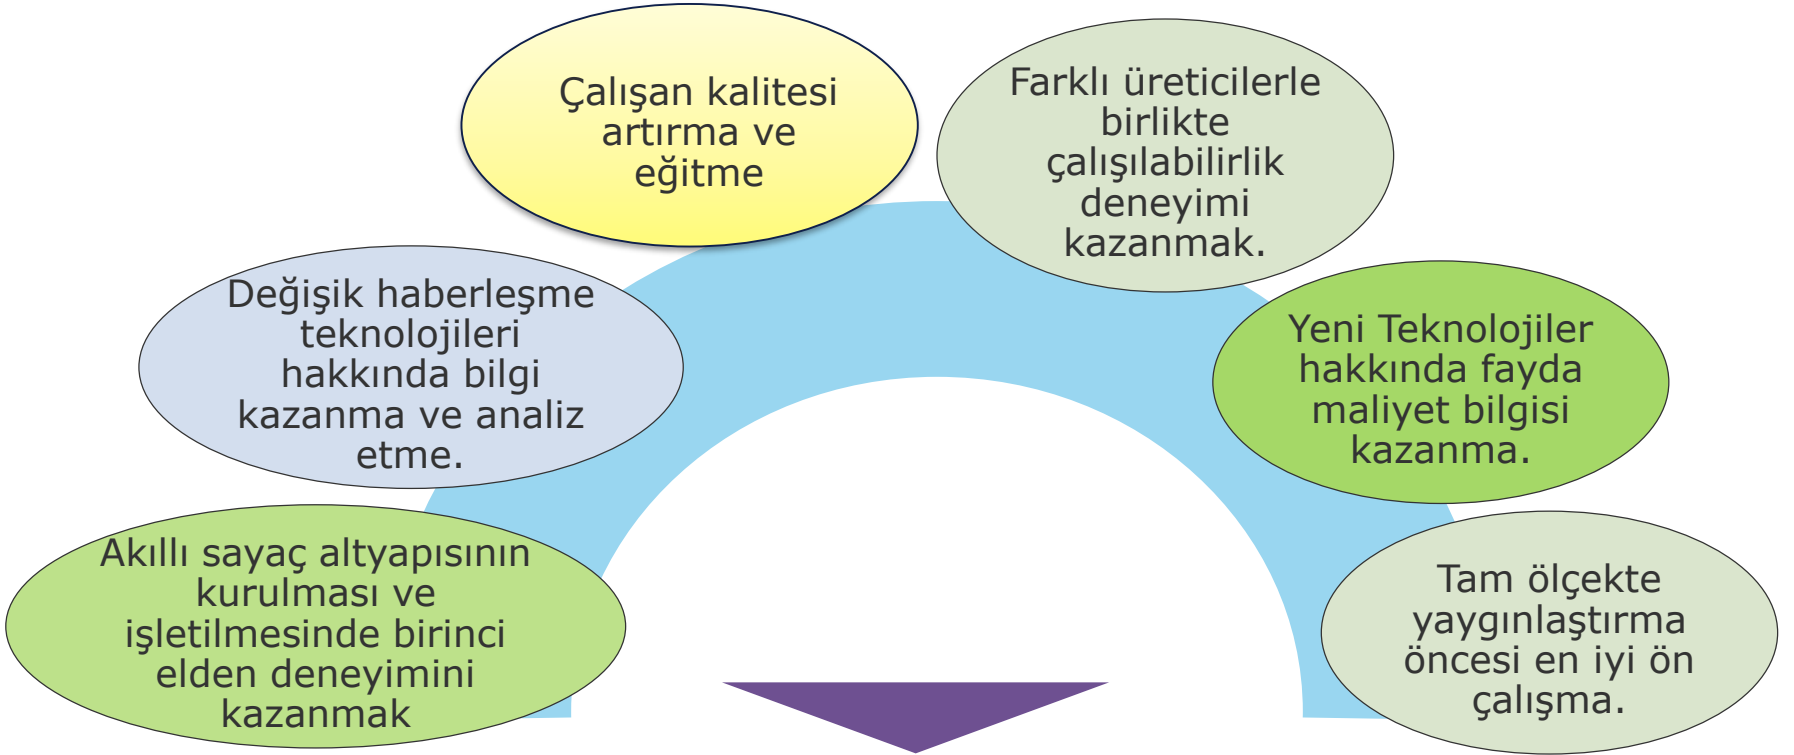 Çalışan kalitesi
artırma ve
eğitme
Farklı üreticilerle
birlikte
çalışılabilirlik
deneyimi
kazanmak.
Değişik haberleşme
teknolojileri
hakkında bilgi
kazanma ve analiz
etme.
Yeni Teknolojiler
hakkında fayda
maliyet bilgisi
kazanma.
Akıllı sayaç altyapısının
kurulması ve
işletilmesinde birinci
elden deneyimini
kazanmak
Tam ölçekte
yaygınlaştırma
öncesi en iyi ön
çalışma.